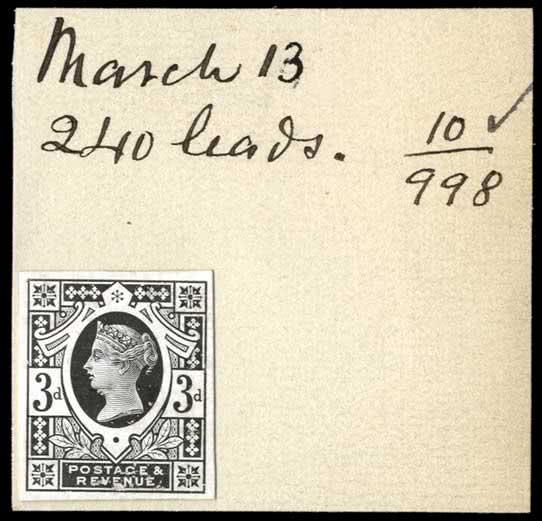 March 13
240 leads.
10 ✓
998
3d 3d
POSTAGE &
REVENUE